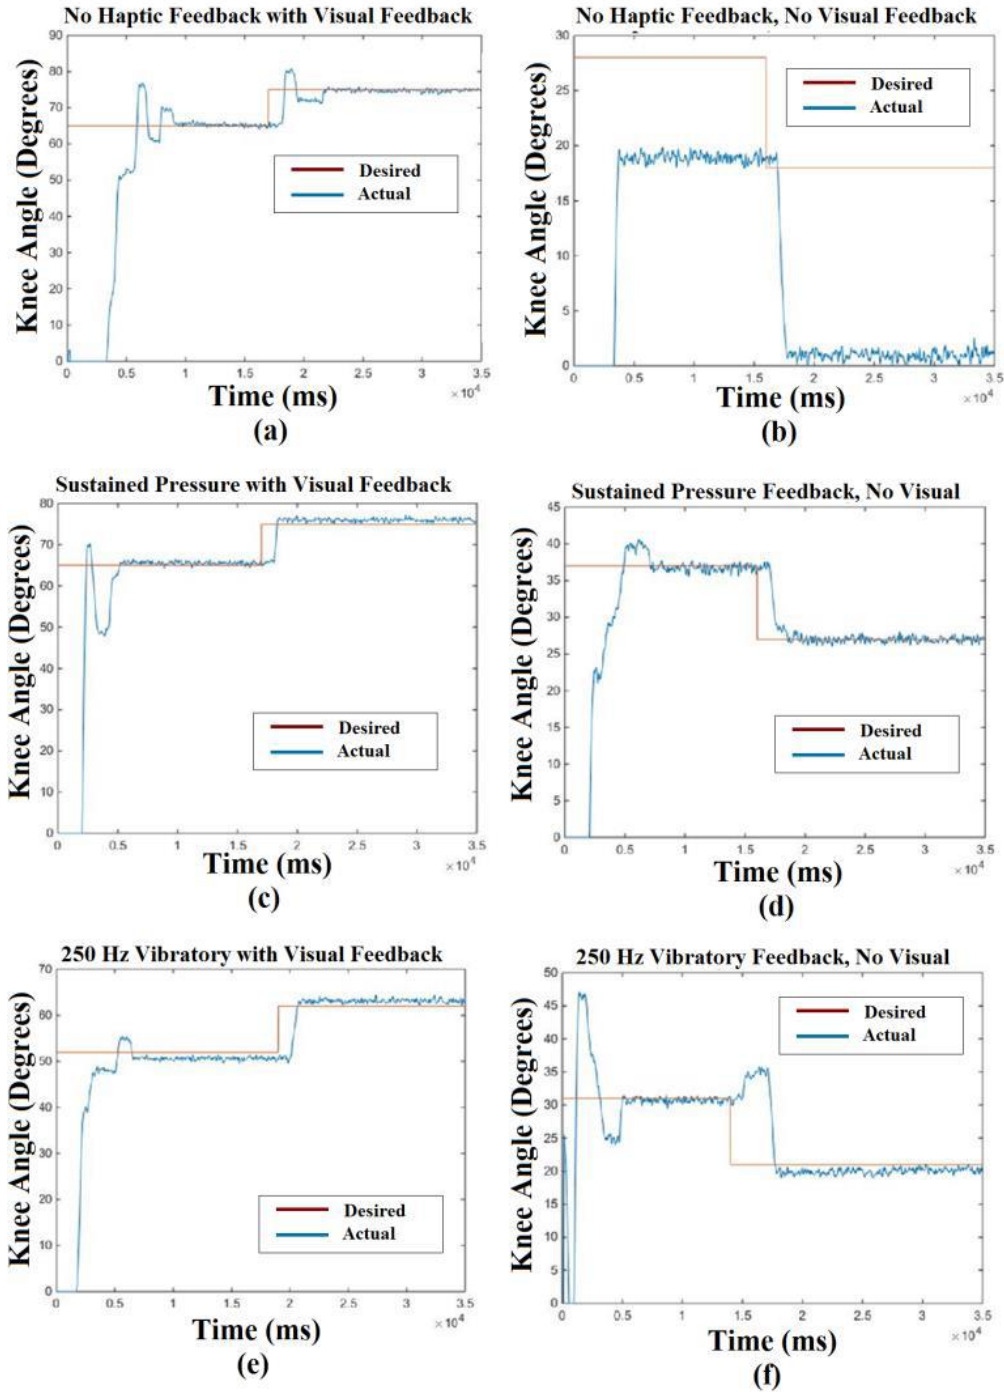 No Haptic Feedback with Visual Feedback
90
80
70
60
50
40
30
20
10
0
Knee Angle (Degrees)
Desired
Actual
0 0.5 1 1.5 2 2.5 3 3.5
×10⁴
Time (ms)
(a)
No Haptic Feedback, No Visual Feedback
30
25
20
15
10
5
0
Knee Angle (Degrees)
Desired
Actual
0 0.5 1 1.5 2 2.5 3 3.5
×10⁴
Time (ms)
(b)
Sustained Pressure with Visual Feedback
80
70
60
50
40
30
20
10
0
Knee Angle (Degrees)
Desired
Actual
0 0.5 1 1.5 2 2.5 3 3.5
×10⁴
Time (ms)
(c)
Sustained Pressure Feedback, No Visual
45
40
35
30
25
20
15
10
5
0
Knee Angle (Degrees)
Desired
Actual
0 0.5 1 1.5 2 2.5 3 3.5
×10⁴
Time (ms)
(d)
250 Hz Vibratory with Visual Feedback
70
60
50
40
30
20
10
0
Knee Angle (Degrees)
Desired
Actual
0 0.5 1 1.5 2 2.5 3 3.5
×10⁴
Time (ms)
(e)
250 Hz Vibratory Feedback, No Visual
50
45
40
35
30
25
20
15
10
5
0
Knee Angle (Degrees)
Desired
Actual
0 0.5 1 1.5 2 2.5 3 3.5
×10⁴
Time (ms)
(f)